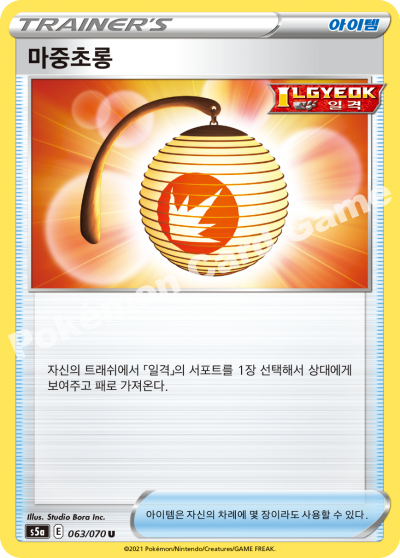 TRAINER'S
아이템
마중초롱
ILGYEOK
일격
Pokémon Card Game
자신의 트래쉬에서 「일격」의 서포트를 1장 선택해서 상대에게
보여주고 패로 가져온다.
Illus. Studio Bora Inc.
s5a E 063/070 U
아이템은 자신의 차례에 몇 장이라도 사용할 수 있다.
©2021 Pokémon/Nintendo/Creatures/GAME FREAK.